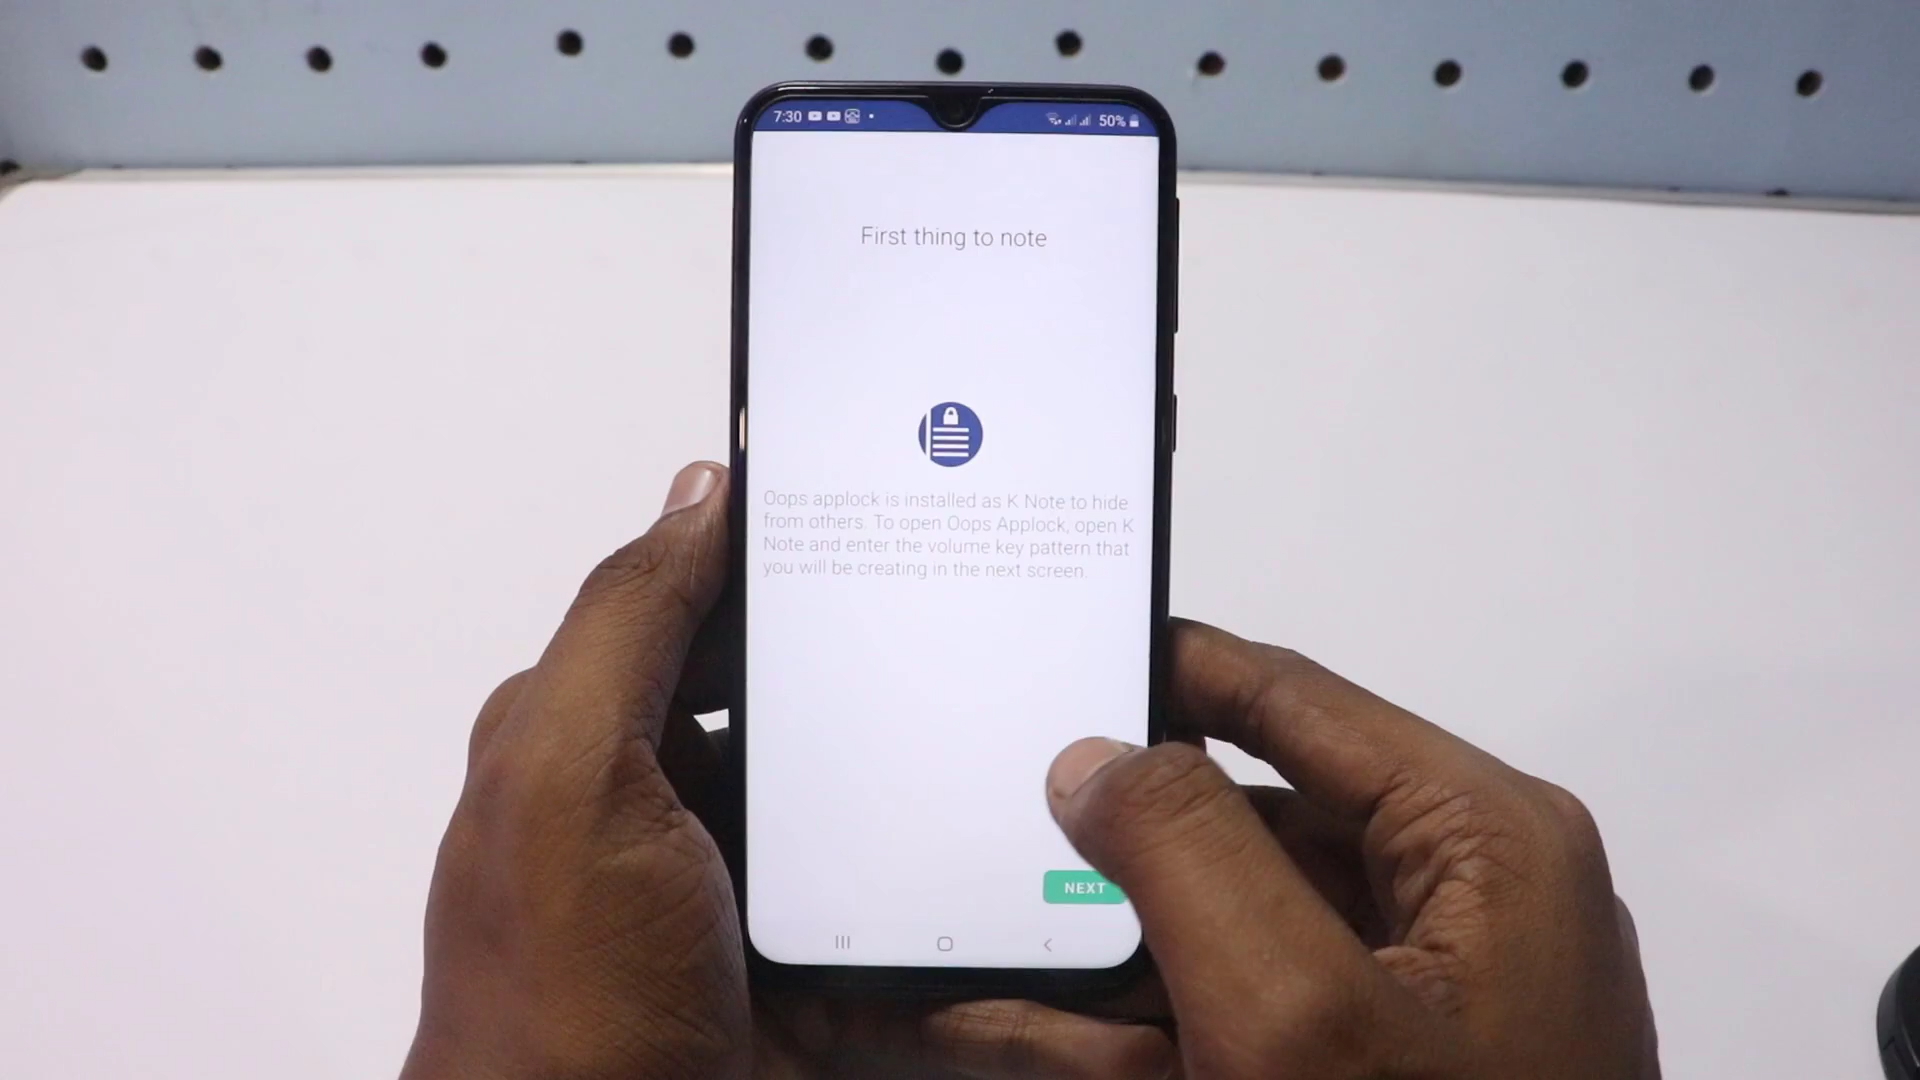 7:30
50%
First thing to note
Oops applock is installed as K Note to hide
from others. To open Oops Applock, open K
Note and enter the volume key pattern that
you will be creating in the next screen.
NEXT